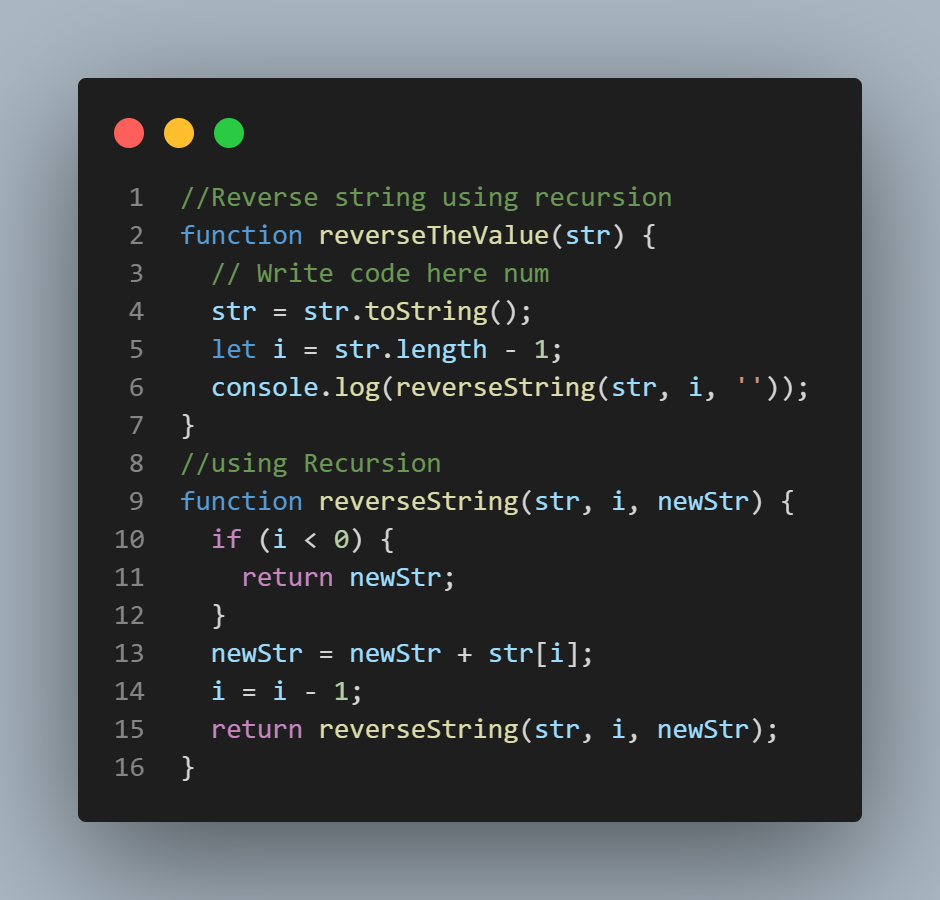 1 //Reverse string using recursion
2 function reverseTheValue(str) {
3   // Write code here num
4   str = str.toString();
5   let i = str.length - 1;
6   console.log(reverseString(str, i, ''));
7 }
8 //using Recursion
9 function reverseString(str, i, newStr) {
10   if (i < 0) {
11     return newStr;
12   }
13   newStr = newStr + str[i];
14   i = i - 1;
15   return reverseString(str, i, newStr);
16 }